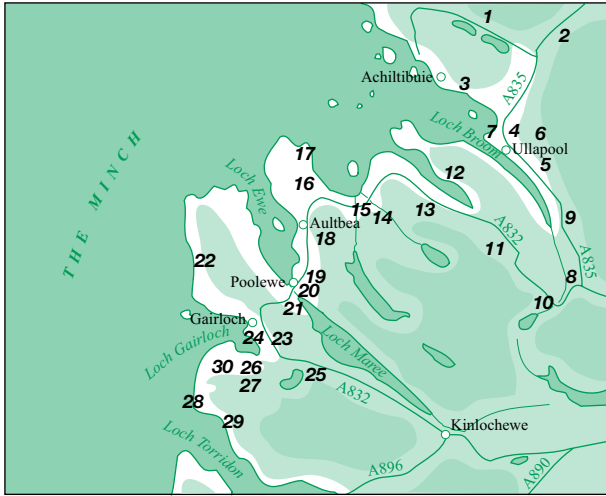 1
2
Achiltibuie
3
A835
Loch Broom
7
4
6
Ullapool
5
THE MINCH
17
16
Loch Ewe
12
15
14
13
9
Aultbea
18
11
A832
A835
22
8
Poolewe
19
20
10
21
Gairloch
24
23
Loch Gairloch
Loch Maree
30
26
25
27
A832
28
29
Kinlochewe
Loch Torridon
A896
A890